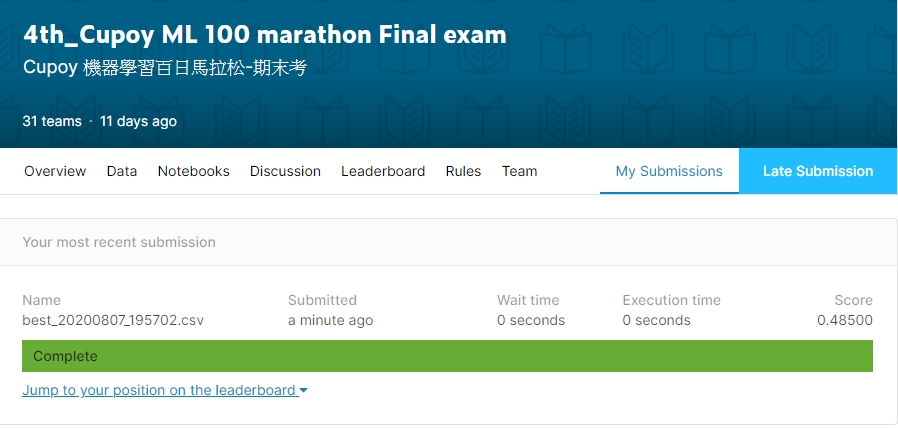 4th_Cupoy ML 100 marathon Final exam
Cupoy 機器學習百日馬拉松-期末考
31 teams · 11 days ago
Overview Data Notebooks Discussion Leaderboard Rules Team My Submissions Late Submission
Your most recent submission
Name Submitted Wait time Execution time Score
best_20200807_195702.csv a minute ago 0 seconds 0 seconds 0.48500
Complete
Jump to your position on the leaderboard